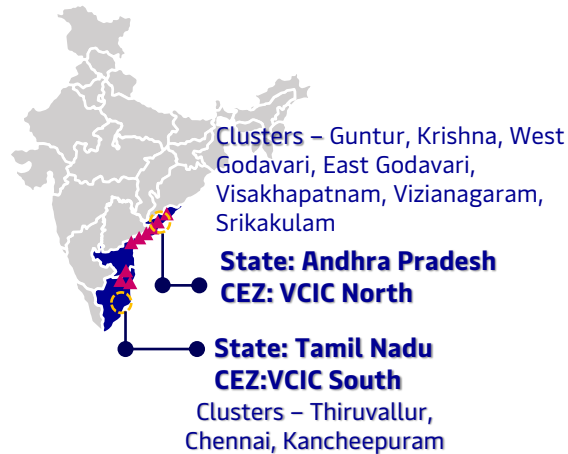 Clusters – Guntur, Krishna, West
Godavari, East Godavari,
Visakhapatnam, Vizianagaram,
Srikakulam
State: Andhra Pradesh
CEZ: VCIC North
State: Tamil Nadu
CEZ:VCIC South
Clusters – Thiruvallur,
Chennai, Kancheepuram